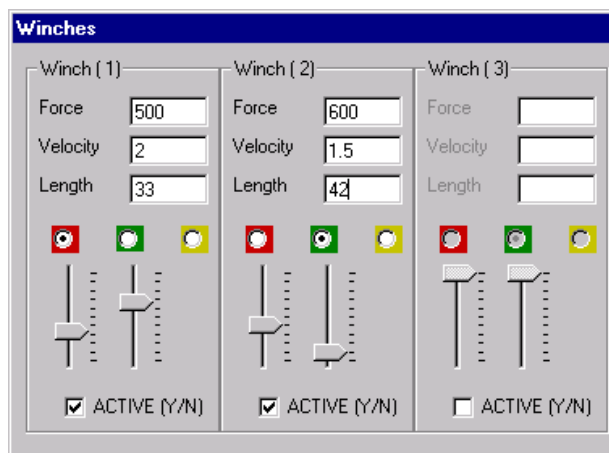 Winches
Winch ( 1) Winch ( 2) Winch ( 3)
Force 500 Force 600 Force
Velocity 2 Velocity 1.5 Velocity
Length 33 Length 42 Length
ACTIVE (Y/N) ACTIVE (Y/N) ACTIVE (Y/N)